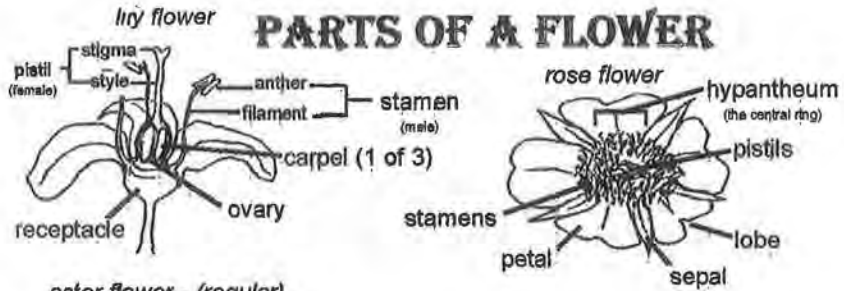 lily flower
PARTS OF A FLOWER
stigma
pistil
(female)
style
anther
filament
stamen
(male)
carpel (1 of 3)
ovary
receptacle
rose flower
hypantheum
(the central ring)
pistils
stamens
petal
lobe
sepal
aster flower - (regular)